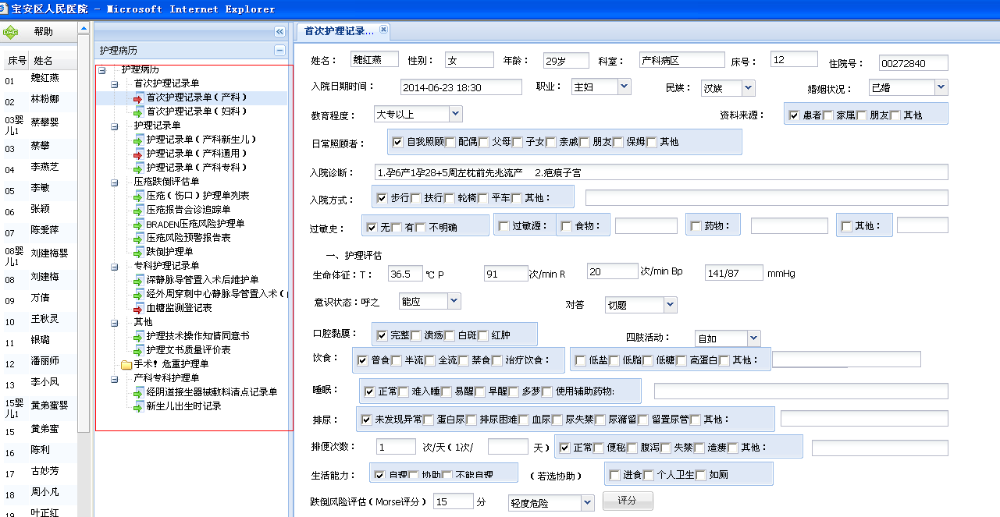 宝安区人民医院 - Microsoft Internet Explorer
DHC 帮助
床号 姓名
01 魏红燕
02 林粉娜
03婴儿1 蔡攀婴
03 蔡攀
04 李燕芝
05 李敏
06 张颖
07 陈爱萍
08婴儿1 刘建梅婴
08 刘建梅
09 万倩
10 王秋灵
11 银璐
12 潘丽师
13 李小凤
15婴儿1 黄弟蜜婴
15 黄弟蜜
16 陈利
17 古妙芳
18 周小凡
19 叶正红
护理病历
护理病历
首次护理记录单
首次护理记录单(产科)
首次护理记录单(妇科)
护理记录单
护理记录单(产科新生儿)
护理记录单(产科通用)
护理记录单(产科专科)
压疮跌倒评估单
压疮(伤口)护理单列表
压疮报告会诊追踪单
BRADEN压疮风险护理单
压疮风险预警报告表
跌倒护理单
专科护理记录单
深静脉导管置入术后维护单
经外周穿刺中心静脉导管置入术(
血糖监测登记表
其他
护理技术操作知情同意书
护理文书质量评价表
手术! 危重护理单
产科专科护理单
经阴道接生器械敷料清点记录单
新生儿出生时记录
首次护理记录...
姓名: 魏红燕 性别: 女 年龄: 29岁 科室: 产科病区 床号: 12 住院号: 00272840
入院日期时间: 2014-06-23 18:30 职业: 主妇 民族: 汉族 婚姻状况: 已婚
教育程度: 大专以上 资料来源: 患者 家属 朋友 其他
日常照顾者: 自我照顾 配偶 父母 子女 亲戚 朋友 保姆 其他
入院诊断: 1.孕6产1孕28+5周左枕前先兆流产 2.疤痕子宫
入院方式: 步行 扶行 轮椅 平车 其他:
过敏史: 无 有 不明确 过敏源: 食物: 药物: 其他:
一、护理评估
生命体征:T: 36.5 ℃ P 91 次/min R 20 次/min Bp 141/87 mmHg
意识状态:呼之 能应 对答 切题
口腔黏膜: 完整 溃疡 白斑 红肿 四肢活动: 自如
饮食: 普食 半流 全流 禁食 治疗饮食: 低盐 低脂 低糖 高蛋白 其他:
睡眠: 正常 难入睡 易醒 早醒 多梦 使用辅助药物:
排尿: 未发现异常 蛋白尿 排尿困难 血尿 尿失禁 尿潴留 留置尿管 其他:
排便次数: 1 次/天(1次/ 天) 正常 便秘 腹泻 失禁 造瘘 其他:
生活能力: 自理 协助 不能自理 (若选协助) 进食 个人卫生 如厕
跌倒风险评估(Morse评分) 15 分 轻度危险 评分